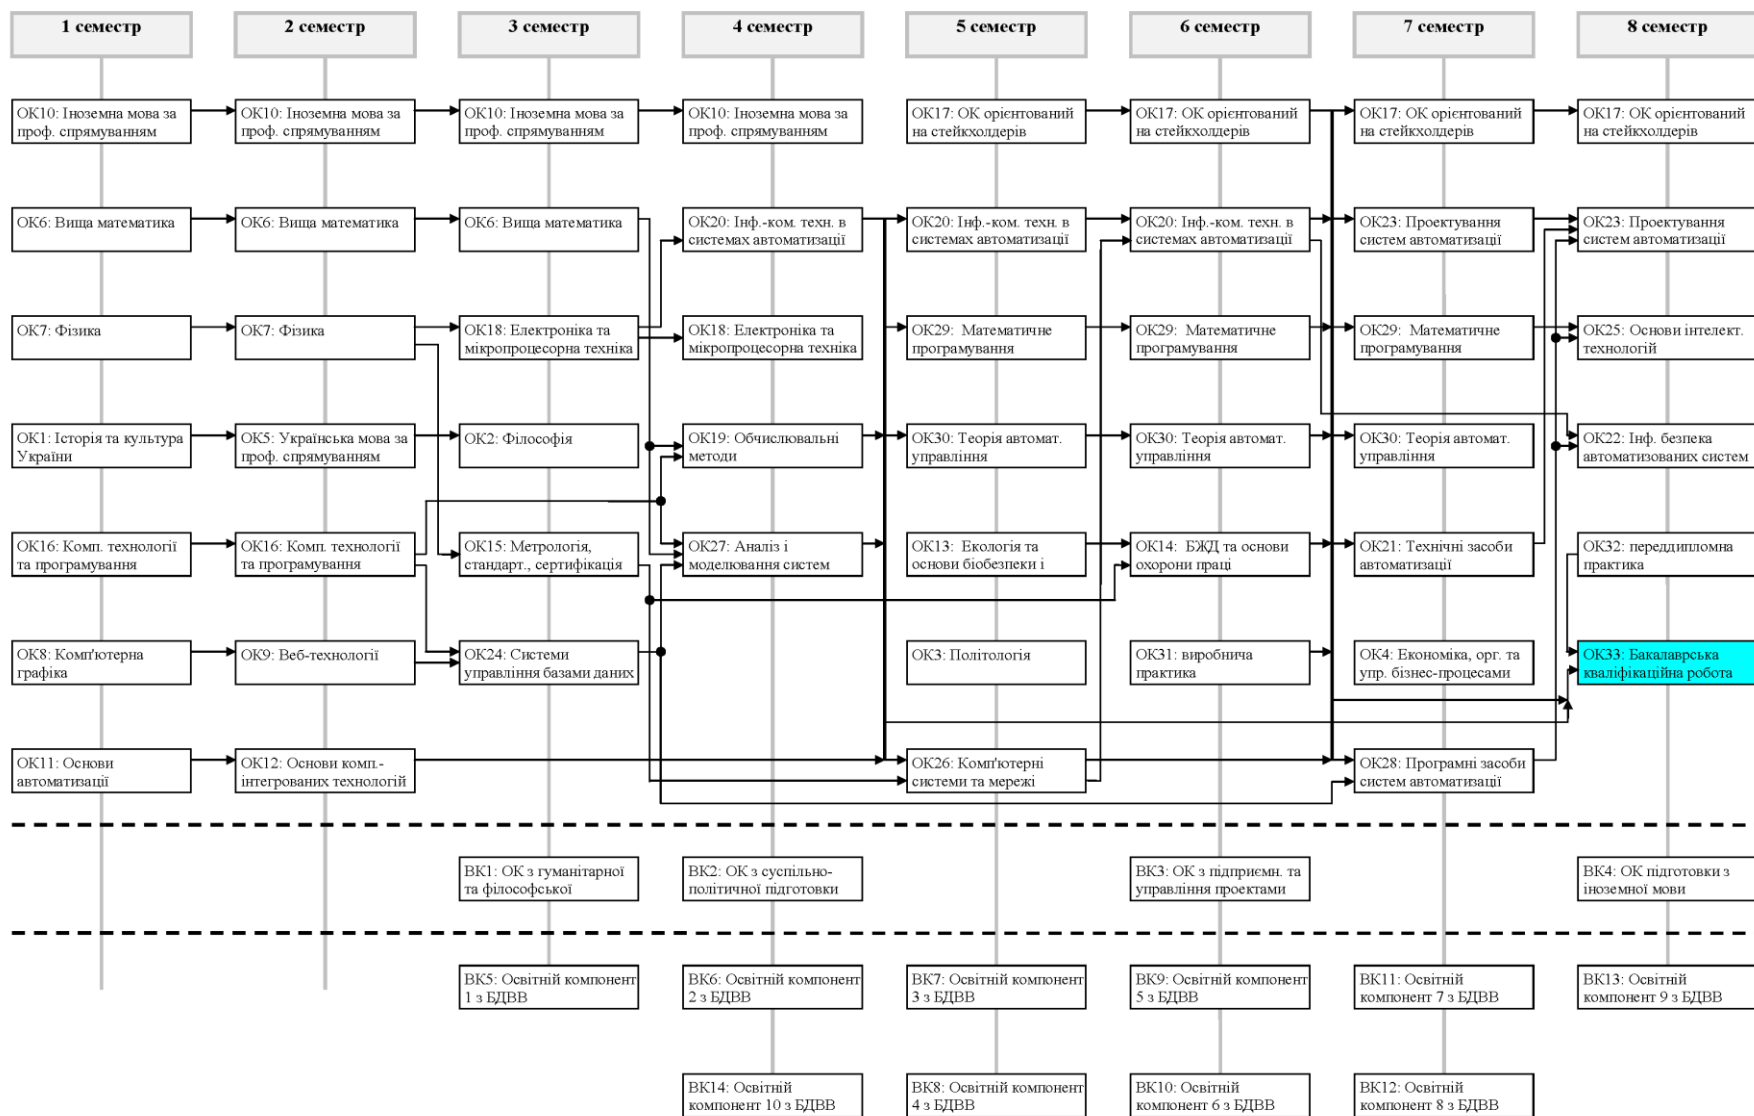 1 семестр
2 семестр
3 семестр
4 семестр
5 семестр
6 семестр
7 семестр
8 семестр
ОК10: Іноземна мова за
проф. спрямуванням
ОК10: Іноземна мова за
проф. спрямуванням
ОК10: Іноземна мова за
проф. спрямуванням
ОК10: Іноземна мова за
проф. спрямуванням
ОК17: ОК орієнтований
на стейкхолдерів
ОК17: ОК орієнтований
на стейкхолдерів
ОК17: ОК орієнтований
на стейкхолдерів
ОК17: ОК орієнтований
на стейкхолдерів
ОК6: Вища математика
ОК6: Вища математика
ОК6: Вища математика
ОК20: Інф.-ком. техн. в
системах автоматизації
ОК20: Інф.-ком. техн. в
системах автоматизації
ОК20: Інф.-ком. техн. в
системах автоматизації
ОК23: Проектування
систем автоматизації
ОК23: Проектування
систем автоматизації
ОК7: Фізика
ОК7: Фізика
ОК18: Електроніка та
мікропроцесорна техніка
ОК18: Електроніка та
мікропроцесорна техніка
ОК29: Математичне
програмування
ОК29: Математичне
програмування
ОК29: Математичне
програмування
ОК25: Основи інтелект.
технологій
ОК1: Історія та культура
України
ОК5: Українська мова за
проф. спрямуванням
ОК2: Філософія
ОК19: Обчислювальні
методи
ОК30: Теорія автомат.
управління
ОК30: Теорія автомат.
управління
ОК30: Теорія автомат.
управління
ОК22: Інф. безпека
автоматизованих систем
ОК16: Комп. технології
та програмування
ОК16: Комп. технології
та програмування
ОК15: Метрологія,
стандарт., сертифікація
ОК27: Аналіз і
моделювання систем
ОК13: Екологія та
основи біобезпеки і
ОК14: БЖД та основи
охорони праці
ОК21: Технічні засоби
автоматизації
ОК32: переддипломна
практика
ОК8: Комп'ютерна
графіка
ОК9: Веб-технології
ОК24: Системи
управління базами даних
ОК3: Політологія
ОК31: виробнича
практика
ОК4: Економіка, орг. та
упр. бізнес-процесами
ОК33: Бакалаврська
кваліфікаційна робота
ОК11: Основи
автоматизації
ОК12: Основи комп.-
інтегрованих технологій
ОК26: Комп'ютерні
системи та мережі
ОК28: Програмні засоби
систем автоматизації
ВК1: ОК з гуманітарної
та філософської
ВК2: ОК з суспільно-
політичної підготовки
ВК3: ОК з підприємн. та
управління проектами
ВК4: ОК підготовки з
іноземної мови
ВК5: Освітній компонент
1 з БДВВ
ВК6: Освітній компонент
2 з БДВВ
ВК7: Освітній компонент
3 з БДВВ
ВК9: Освітній компонент
5 з БДВВ
ВК11: Освітній
компонент 7 з БДВВ
ВК13: Освітній
компонент 9 з БДВВ
ВК14: Освітній
компонент 10 з БДВВ
ВК8: Освітній компонент
4 з БДВВ
ВК10: Освітній
компонент 6 з БДВВ
ВК12: Освітній
компонент 8 з БДВВ